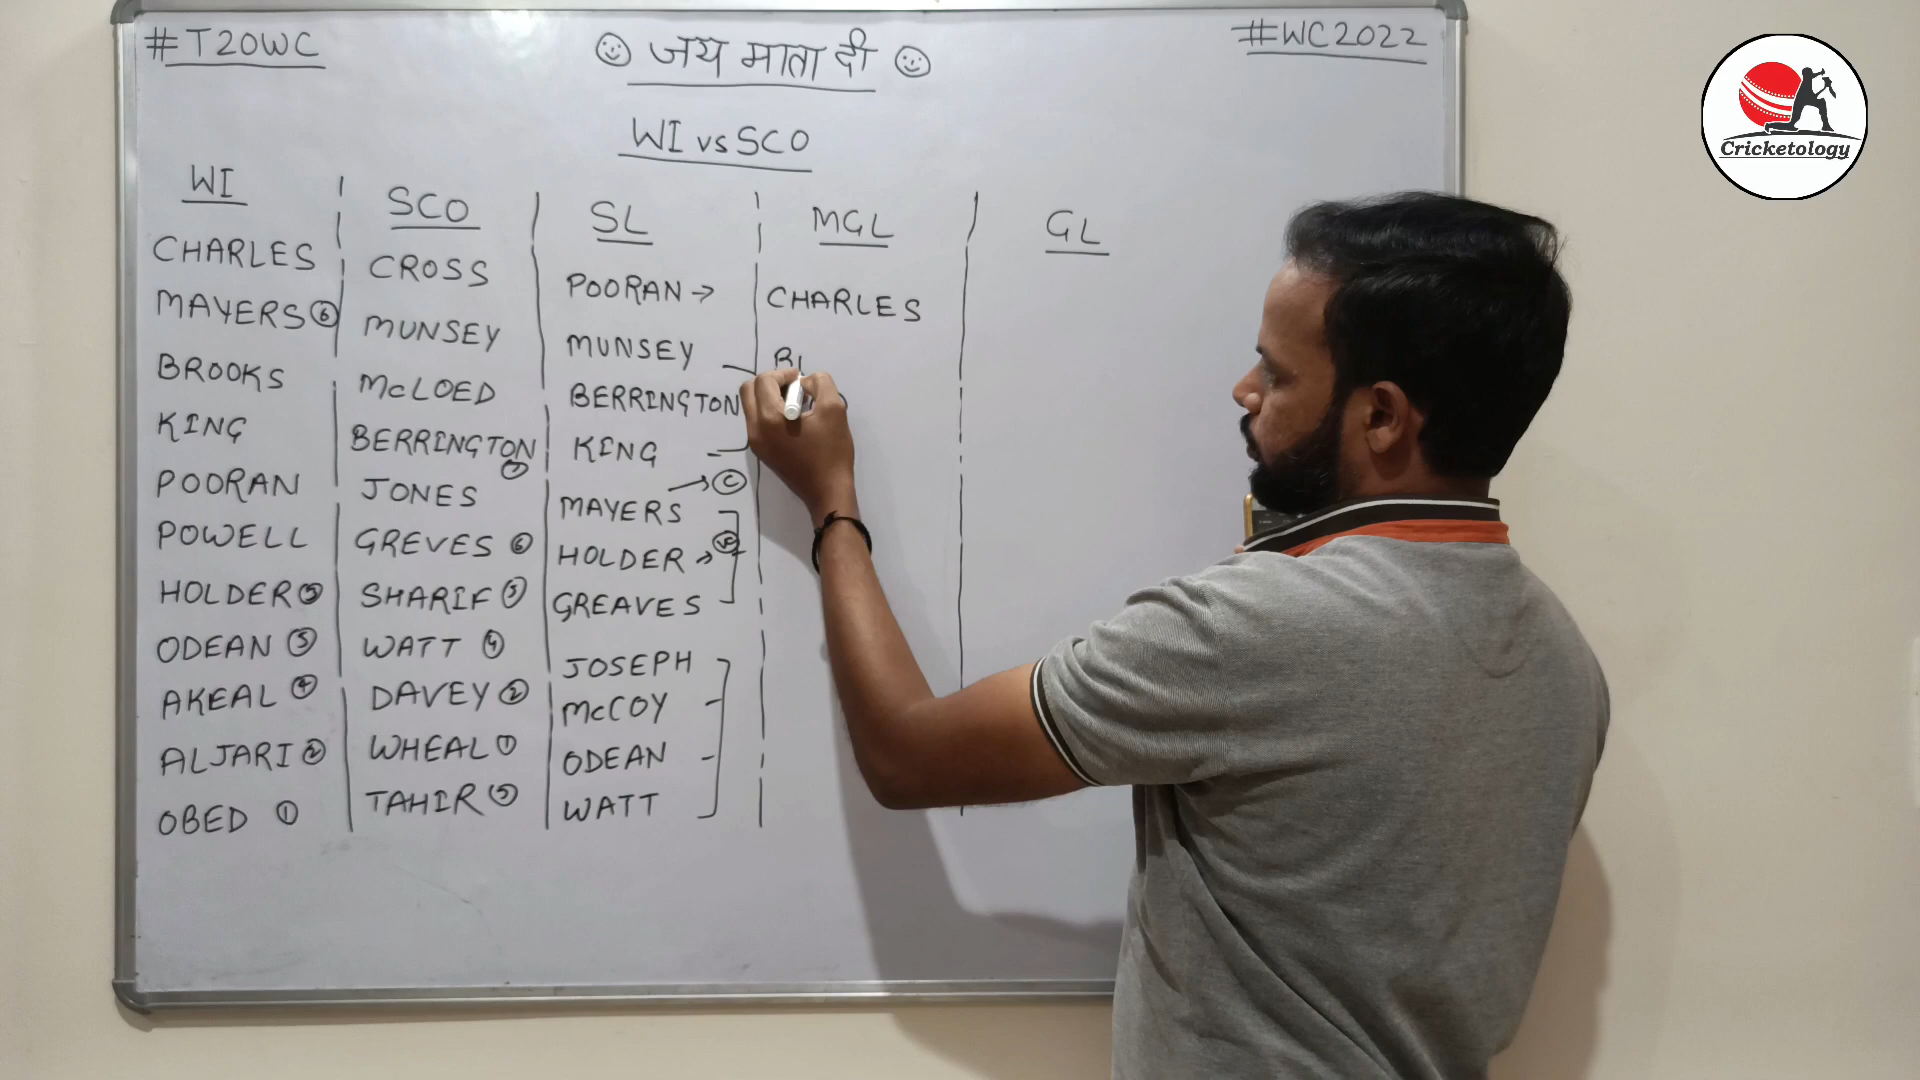 #T20WC
☺ जय माता दी ☺
#WC2022
WI vs SCO
WI
CHARLES
MAYERS ⑥
BROOKS
KING
POORAN
POWELL
HOLDER ⑤
ODEAN ③
AKEAL ④
ALJARI ②
OBED ①
SCO
CROSS
MUNSEY
McLOED
BERRINGTON
JONES
GREVES ⑥
SHARIF ③
WATT ④
DAVEY ②
WHEAL ①
TAHIR ⑤
SL
POORAN →
MUNSEY
BERRINGTON
KING
MAYERS → Ⓒ
HOLDER → VC
GREAVES
JOSEPH
McCOY
ODEAN
WATT
MGL
CHARLES
GL
Cricketology